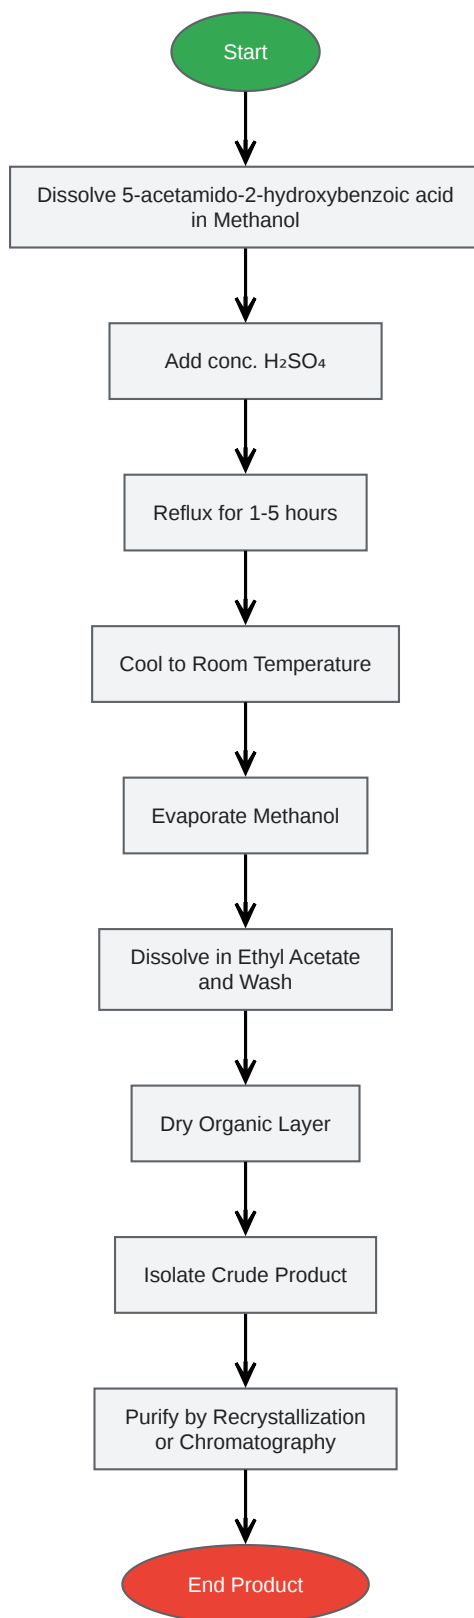 Start
Dissolve 5-acetamido-2-hydroxybenzoic acid
in Methanol
Add conc. H₂SO₄
Reflux for 1-5 hours
Cool to Room Temperature
Evaporate Methanol
Dissolve in Ethyl Acetate
and Wash
Dry Organic Layer
Isolate Crude Product
Purify by Recrystallization
or Chromatography
End Product